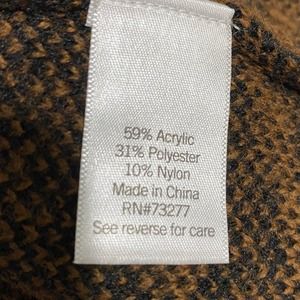 59% Acrylic
31% Polyester
10% Nylon
Made in China
RN#73277
See reverse for care